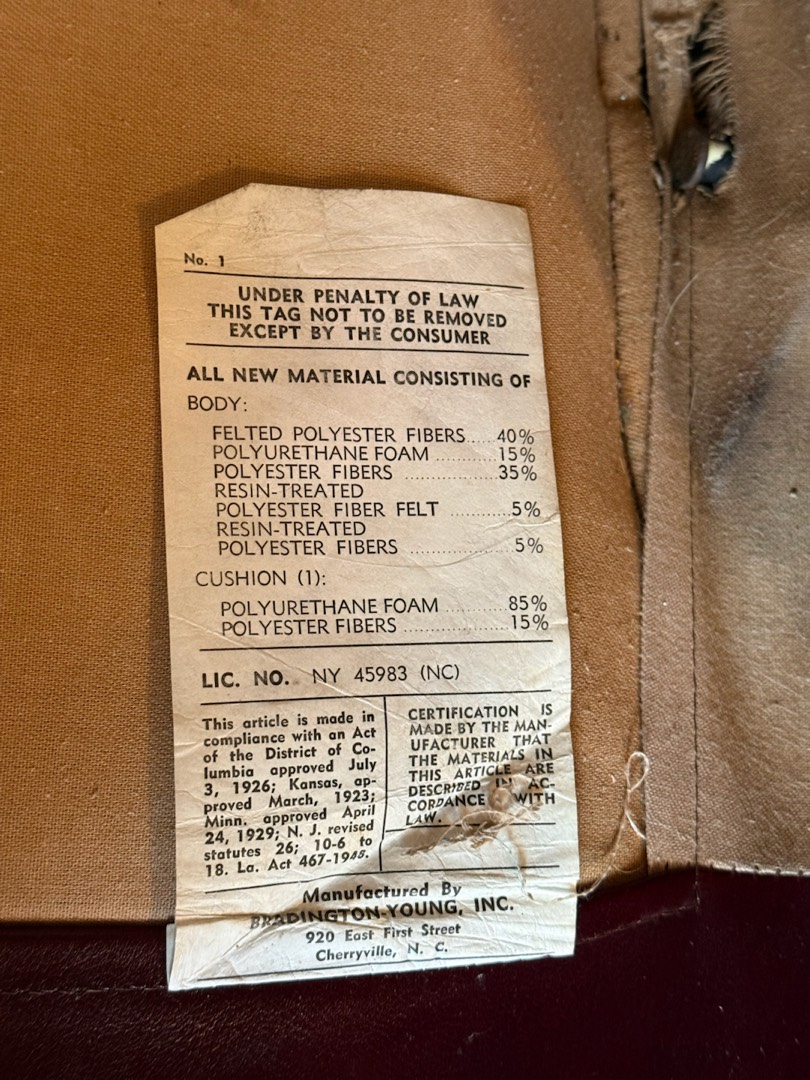 No. 1
UNDER PENALTY OF LAW
THIS TAG NOT TO BE REMOVED
EXCEPT BY THE CONSUMER
ALL NEW MATERIAL CONSISTING OF
BODY:
FELTED POLYESTER FIBERS.....40%
POLYURETHANE FOAM ............15%
POLYESTER FIBERS ..................35%
RESIN-TREATED
POLYESTER FIBER FELT ............5%
RESIN-TREATED
POLYESTER FIBERS .....................5%
CUSHION (1):
POLYURETHANE FOAM ............85%
POLYESTER FIBERS .....................15%
LIC. NO. NY 45983 (NC)
This article is made in
compliance with an Act
of the District of Co-
lumbia approved July
3, 1926; Kansas, ap-
proved March, 1923;
Minn. approved April
24, 1929; N. J. revised
statutes 26; 10-6 to
18. La. Act 467-1948.
CERTIFICATION IS
MADE BY THE MAN-
UFACTURER THAT
THE MATERIALS IN
THIS ARTICLE ARE
DESCRIBED IN AC-
CORDANCE WITH
LAW.
Manufactured By
BRADINGTON-YOUNG, INC.
920 East First Street
Cherryville, N. C.